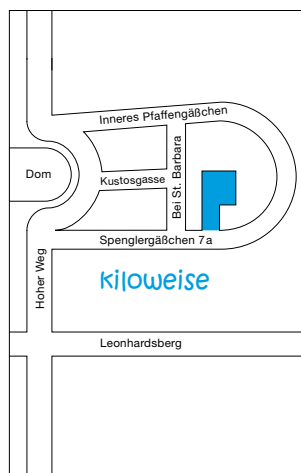 Inneres Pfaffengäßchen
Dom
Kustosgasse
Bei St. Barbara
Spenglergäßchen 7a
Hoher Weg
kiloweise
Leonhardsberg